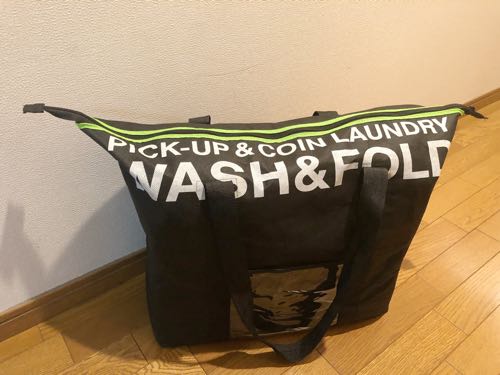 PICK-UP & COIN LAUNDRY
WASH&FOLD